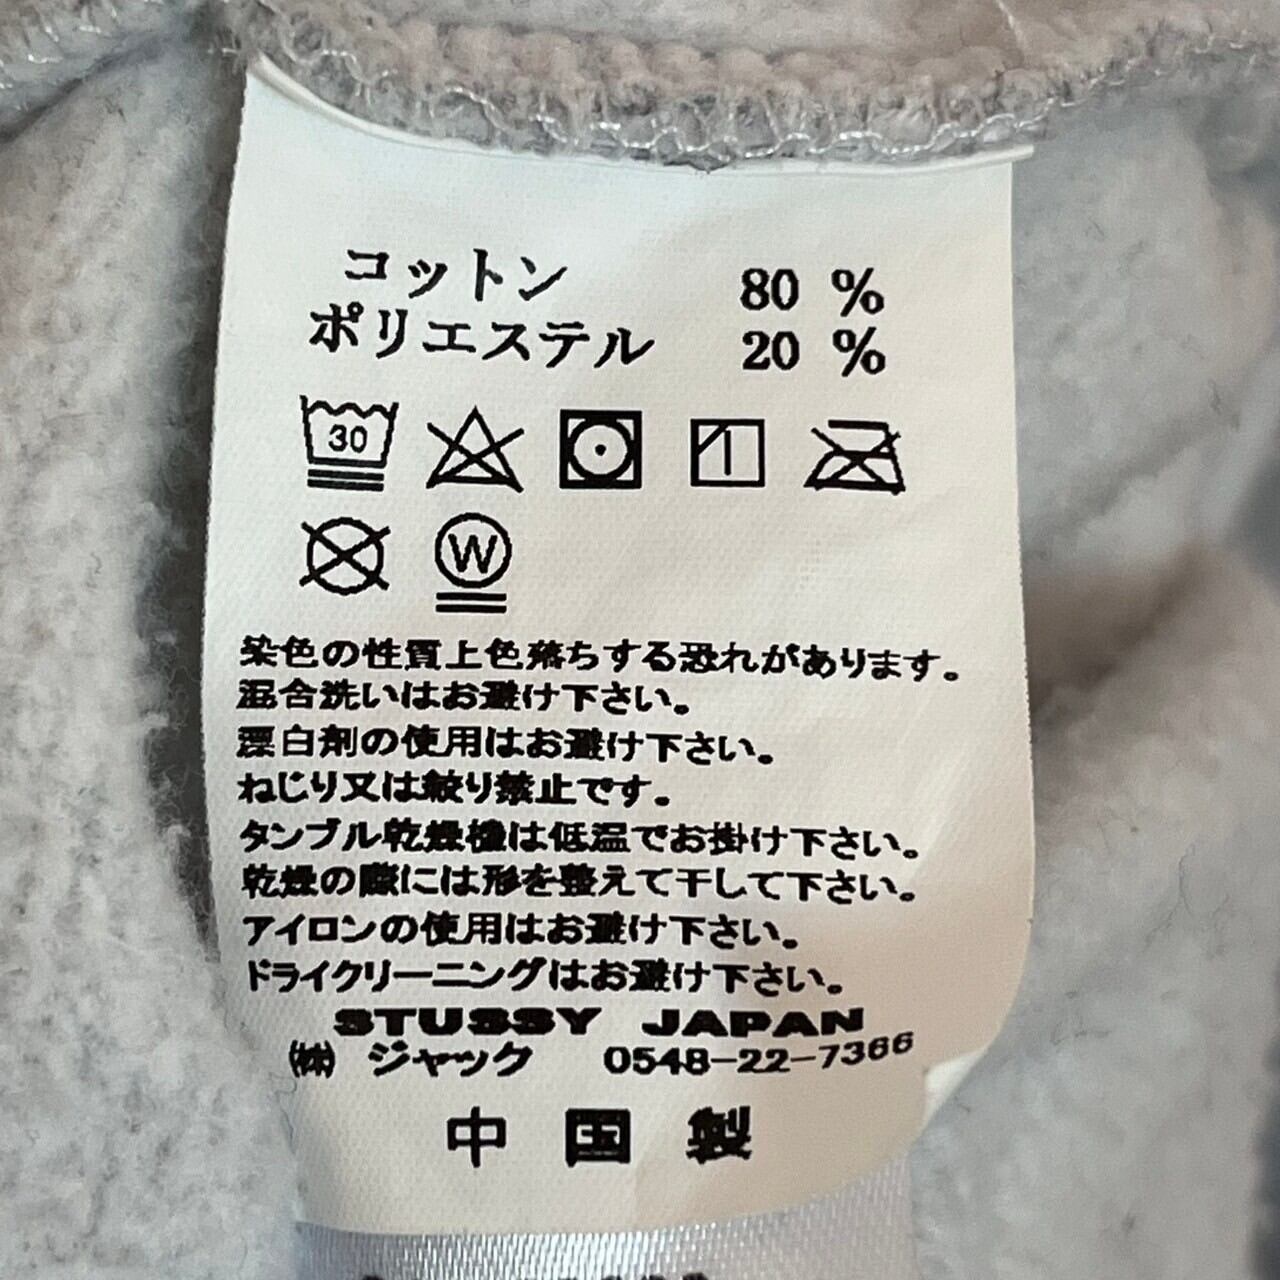 コットン 80 %
ポリエステル 20 %
30
W
染色の性質上色落ちする恐れがあります。
混合洗いはお避け下さい。
漂白剤の使用はお避け下さい。
ねじり又は絞り禁止です。
タンブル乾燥機は低温でお掛け下さい。
乾燥の際には形を整えて干して下さい。
アイロンの使用はお避け下さい。
ドライクリーニングはお避け下さい。
STUSSY JAPAN
㈱ ジャック 0548-22-7366
中国製